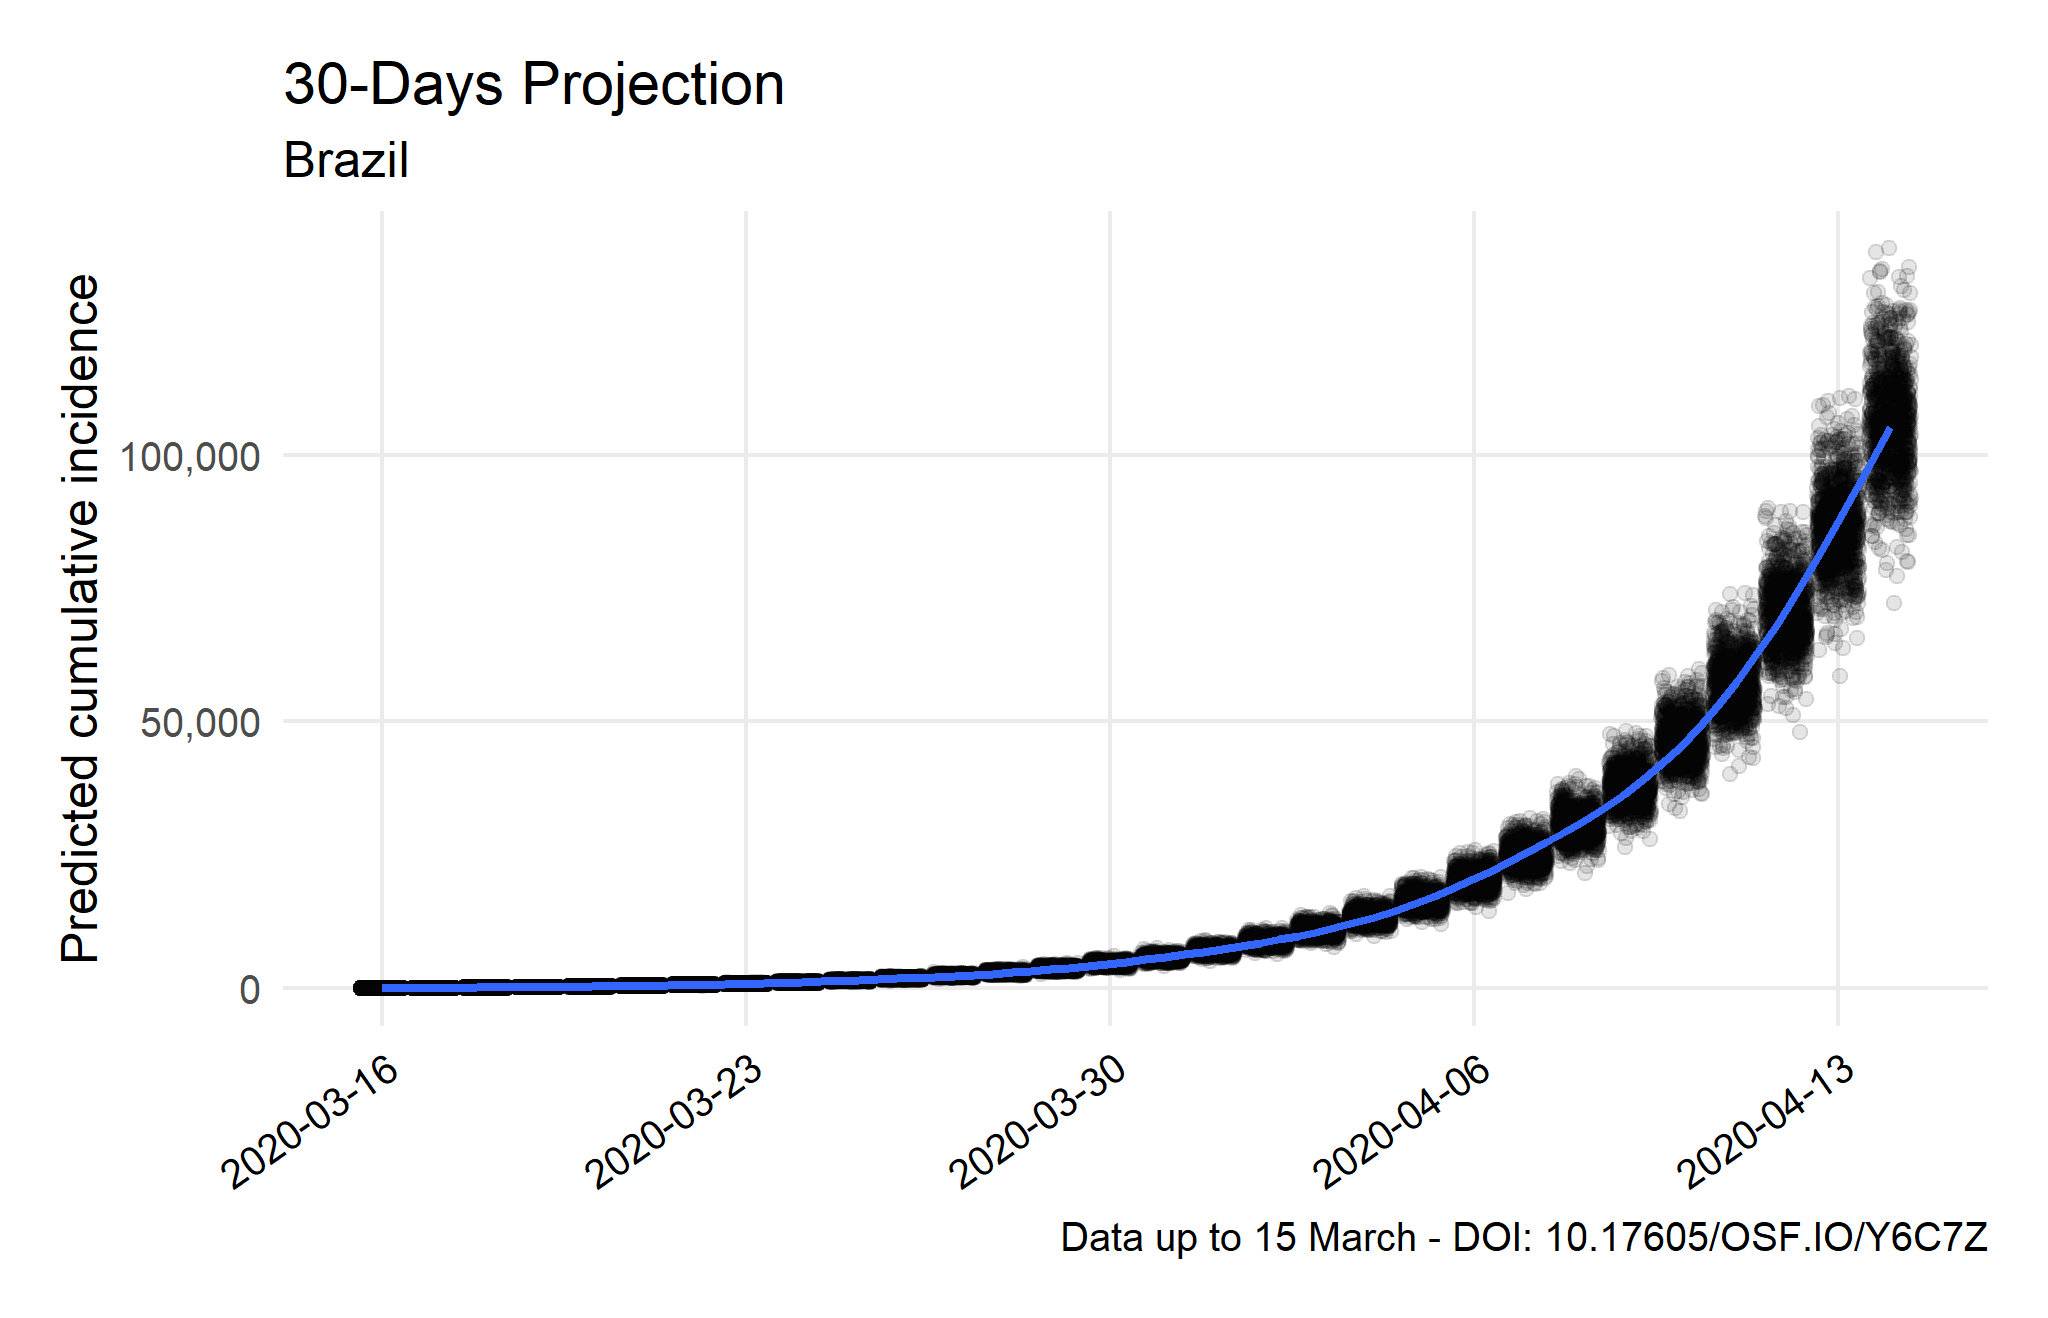 30-Days Projection
Brazil
Predicted cumulative incidence
100,000
50,000
0
2020-03-16
2020-03-23
2020-03-30
2020-04-06
2020-04-13
Data up to 15 March - DOI: 10.17605/OSF.IO/Y6C7Z